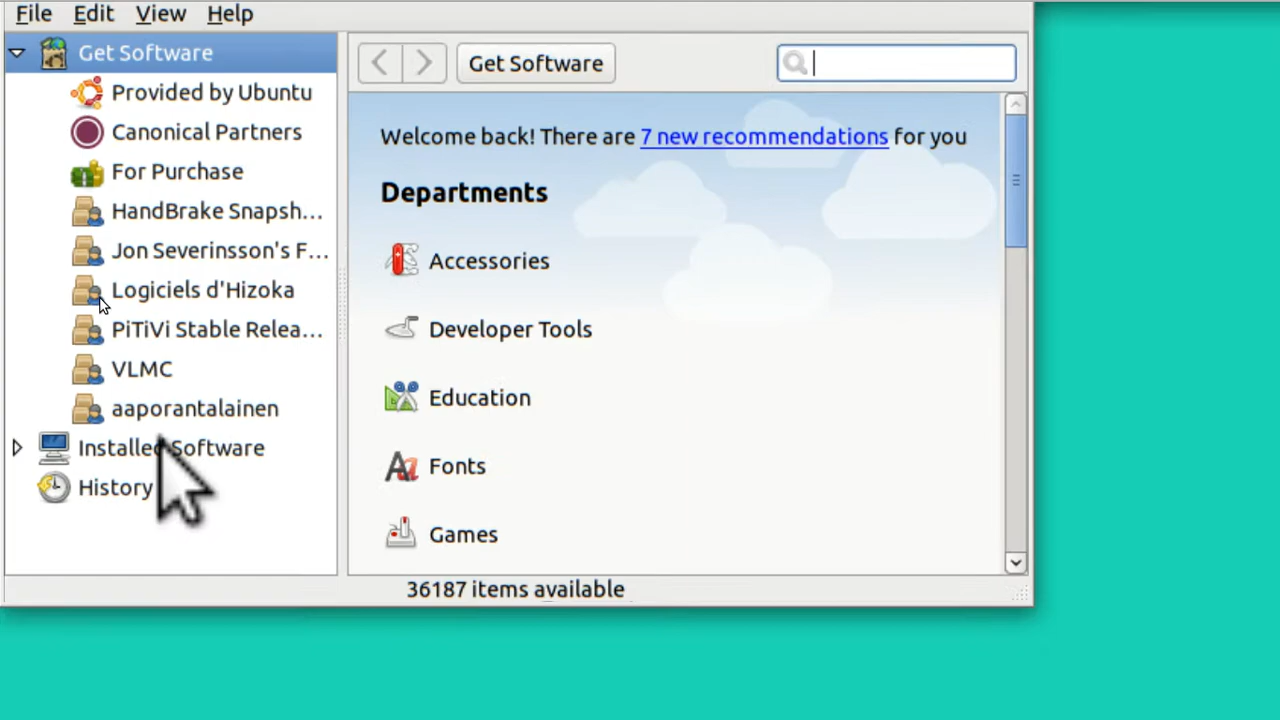 File Edit View Help
Get Software
Provided by Ubuntu
Canonical Partners
For Purchase
HandBrake Snapsh...
Jon Severinsson's F...
Logiciels d'Hizoka
PiTiVi Stable Relea...
VLMC
aaporantalainen
Installed Software
History
Get Software
Welcome back! There are 7 new recommendations for you
Departments
Accessories
Developer Tools
Education
Fonts
Games
36187 items available